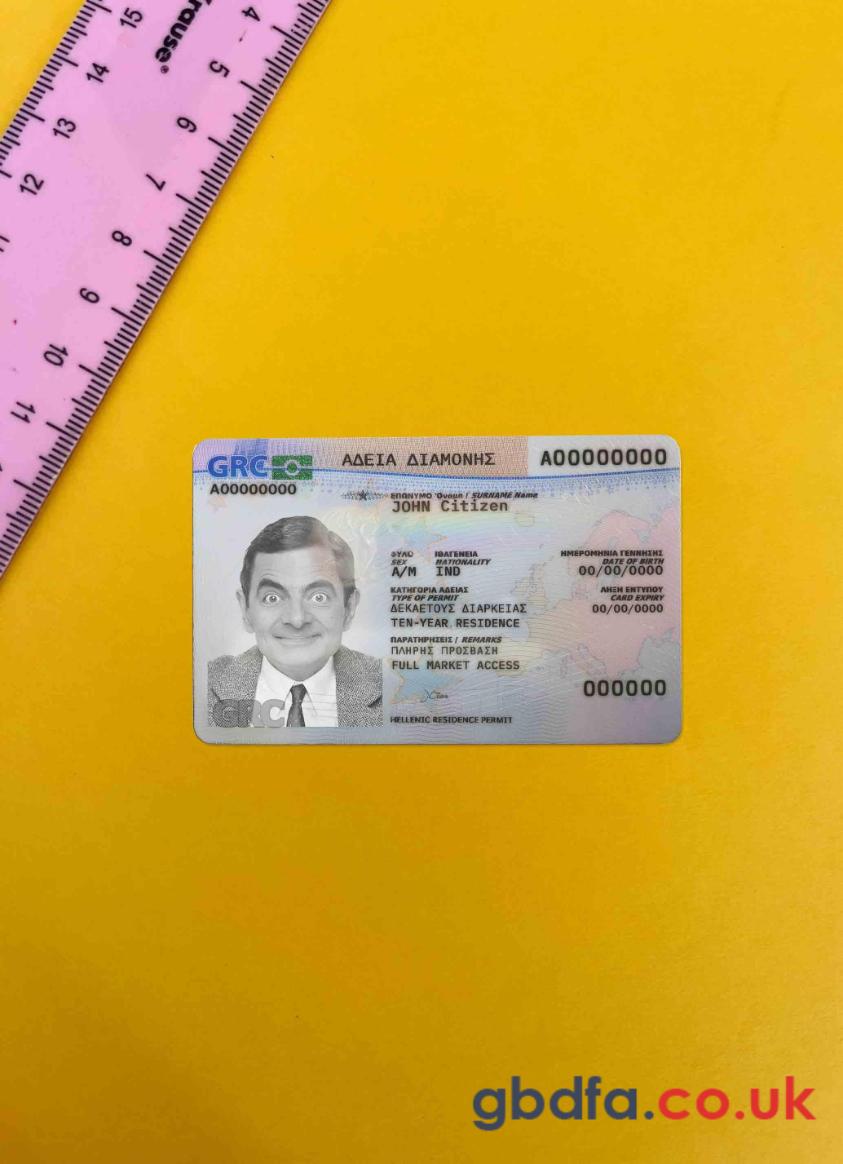 15 Krause® 4
14 5
13 6
12 7
8
9
10
11
GRC ΑΔΕΙΑ ΔΙΑΜΟΝΗΣ A00000000
A00000000
ΕΠΩΝΥΜΟ Όνομα / SURNAME Name
JOHN Citizen
ΦΥΛΟ ΙΘΑΓΕΝΕΙΑ ΗΜΕΡΟΜΗΝΙΑ ΓΕΝΝΗΣΗΣ
SEX NATIONALITY DATE OF BIRTH
A/M IND 00/00/0000
ΚΑΤΗΓΟΡΙΑ ΑΔΕΙΑΣ ΛΗΞΗ ΕΝΤΥΠΟΥ
TYPE OF PERMIT CARD EXPIRY
ΔΕΚΑΕΤΟΥΣ ΔΙΑΡΚΕΙΑΣ 00/00/0000
TEN-YEAR RESIDENCE
ΠΑΡΑΤΗΡΗΣΕΙΣ / REMARKS
ΠΛΗΡΗΣ ΠΡΟΣΒΑΣΗ
FULL MARKET ACCESS
000000
GRC
HELLENIC RESIDENCE PERMIT
gbdfa.co.uk